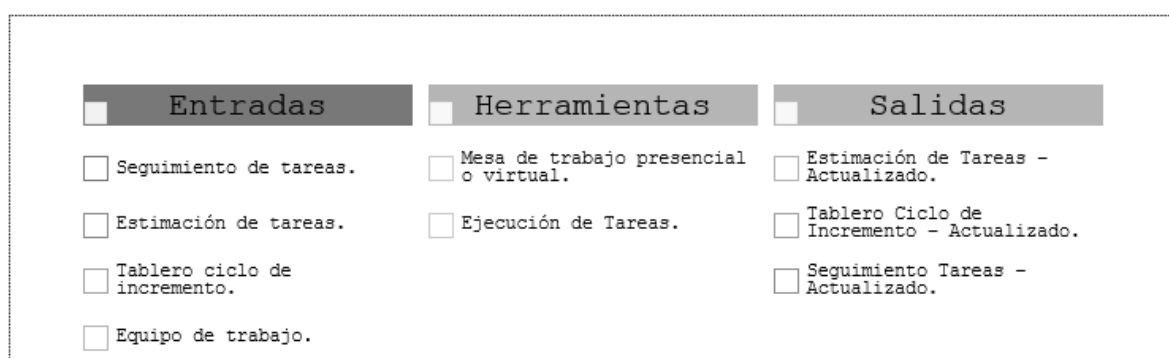 Entradas
Seguimiento de tareas.
Estimación de tareas.
Tablero ciclo de
incremento.
Equipo de trabajo.
Herramientas
Mesa de trabajo presencial
o virtual.
Ejecución de Tareas.
Salidas
Estimación de Tareas –
Actualizado.
Tablero Ciclo de
Incremento – Actualizado.
Seguimiento Tareas –
Actualizado.